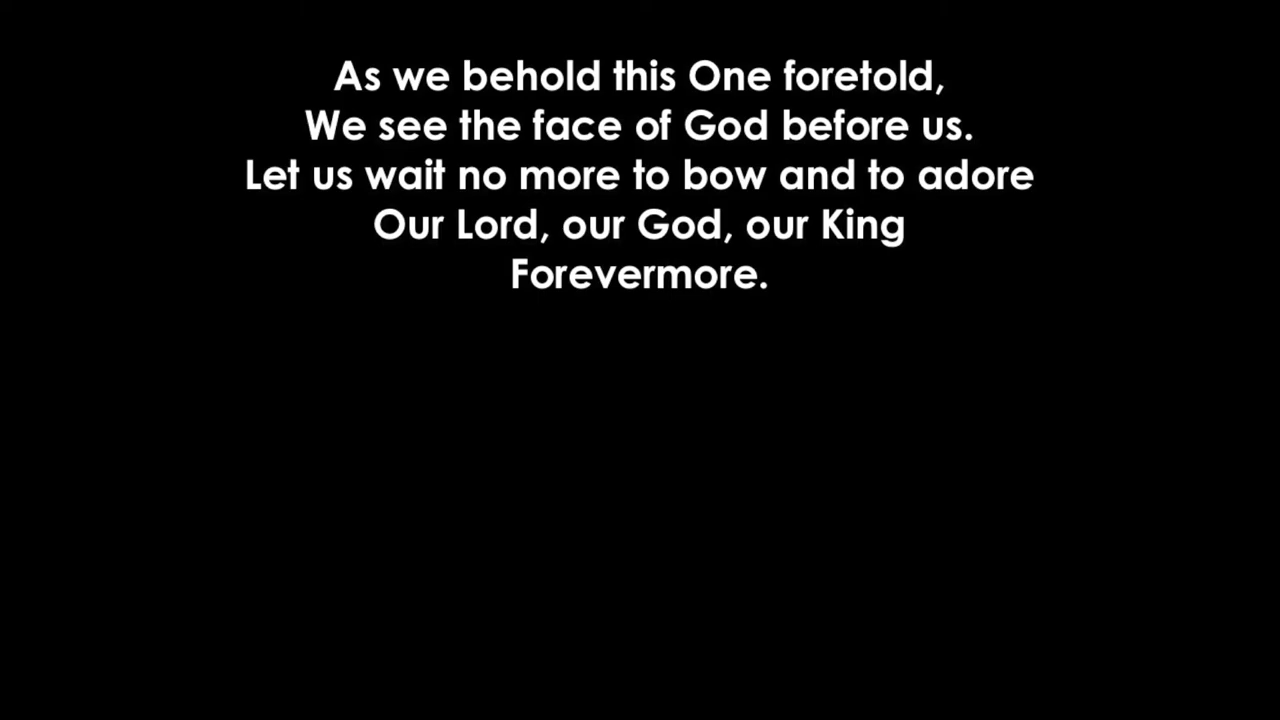 As we behold this One foretold,
We see the face of God before us.
Let us wait no more to bow and to adore
Our Lord, our God, our King
Forevermore.